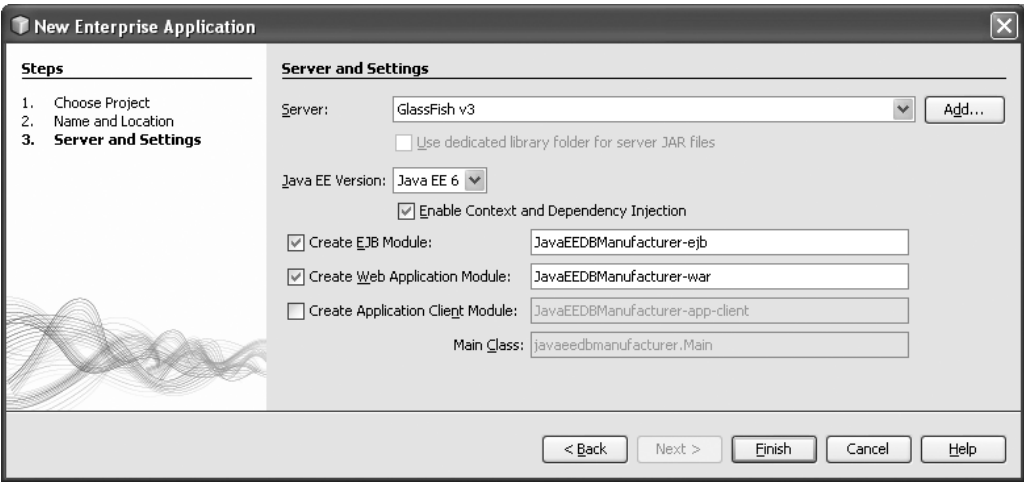 New Enterprise Application
Steps
1. Choose Project
2. Name and Location
3. Server and Settings
Server and Settings
Server: GlassFish v3 Add...
Use dedicated library folder for server JAR files
Java EE Version: Java EE 6
Enable Context and Dependency Injection
Create EJB Module: JavaEEDBManufacturer-ejb
Create Web Application Module: JavaEEDBManufacturer-war
Create Application Client Module: JavaEEDBManufacturer-app-client
Main Class: javaeedbmanufacturer.Main
< Back Next > Finish Cancel Help